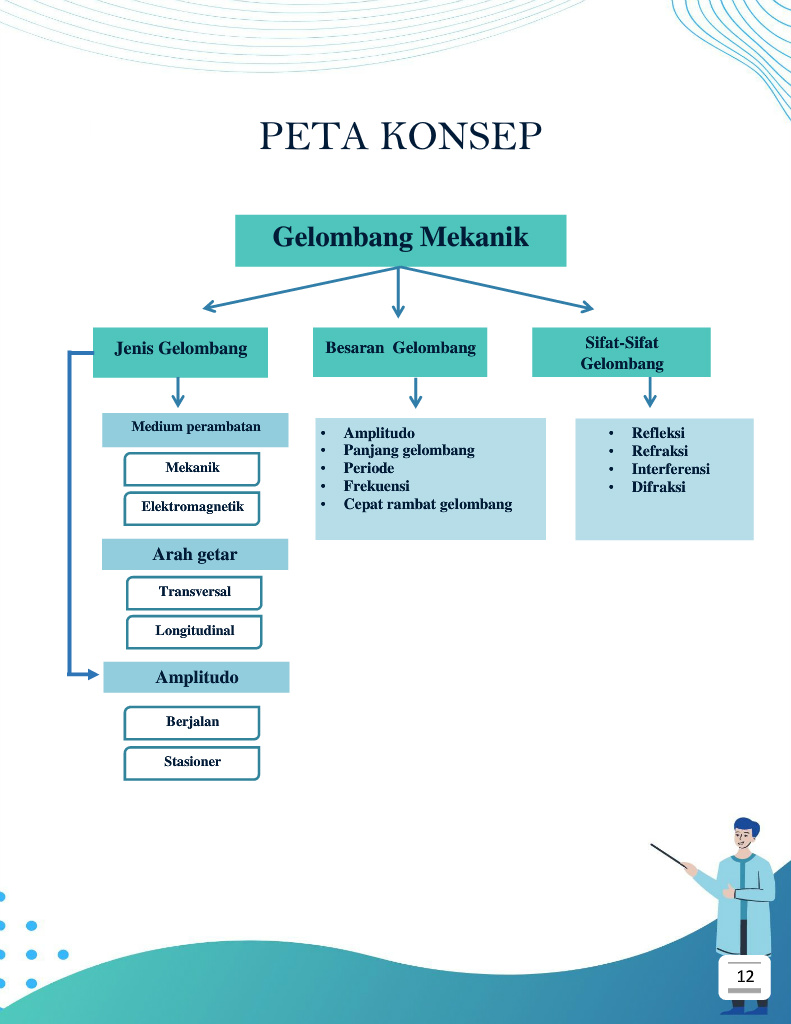 PETA KONSEP
Gelombang Mekanik
Jenis Gelombang
Medium perambatan
Mekanik
Elektromagnetik
Arah getar
Transversal
Longitudinal
Amplitudo
Berjalan
Stasioner
Besaran Gelombang
• Amplitudo
• Panjang gelombang
• Periode
• Frekuensi
• Cepat rambat gelombang
Sifat-Sifat
Gelombang
• Refleksi
• Refraksi
• Interferensi
• Difraksi
12